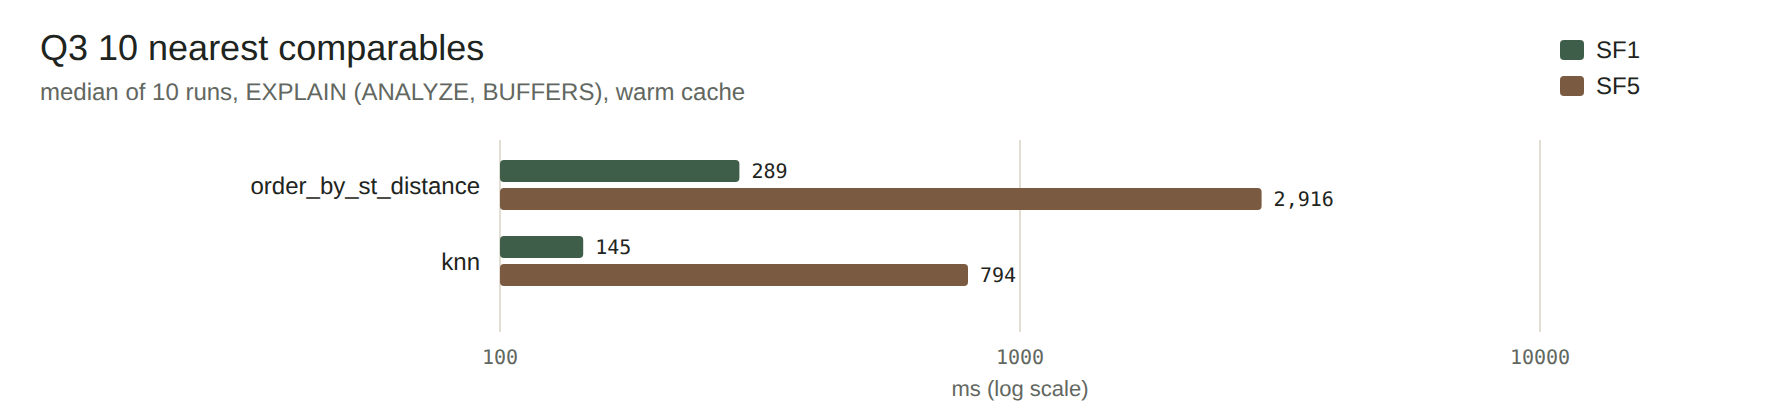 Q3 10 nearest comparables
median of 10 runs, EXPLAIN (ANALYZE, BUFFERS), warm cache
SF1
SF5
order_by_st_distance
289
2,916
knn
145
794
100
1000
10000
ms (log scale)